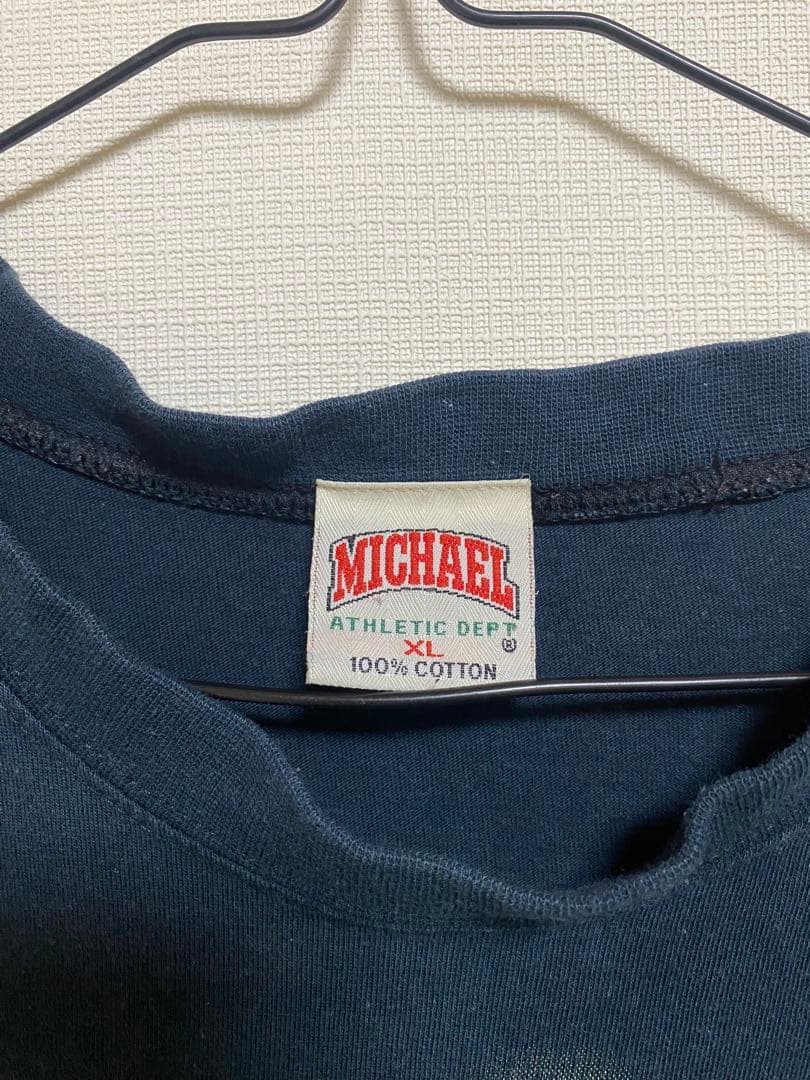 MICHAEL
ATHLETIC DEPT
XL ®
100% COTTON